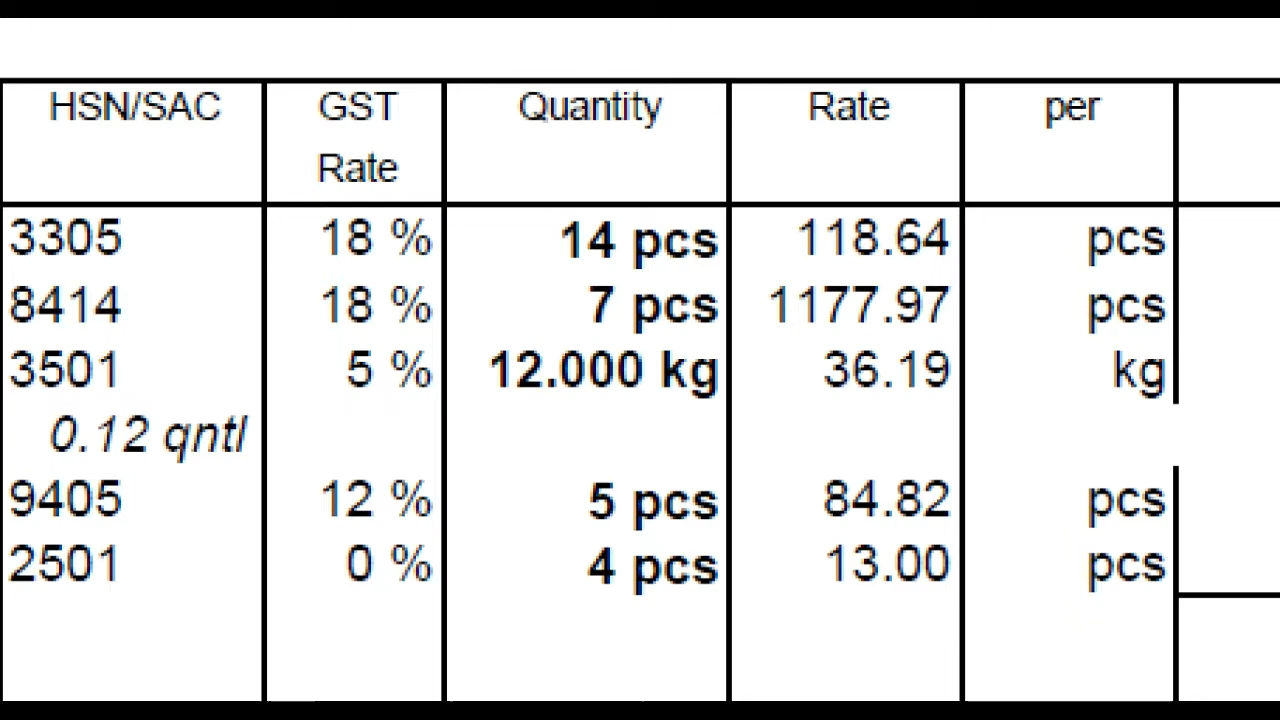 HSN/SAC GST Rate Quantity Rate per
3305 18 % 14 pcs 118.64 pcs
8414 18 % 7 pcs 1177.97 pcs
3501 5 % 12.000 kg 36.19 kg
0.12 qntl
9405 12 % 5 pcs 84.82 pcs
2501 0 % 4 pcs 13.00 pcs